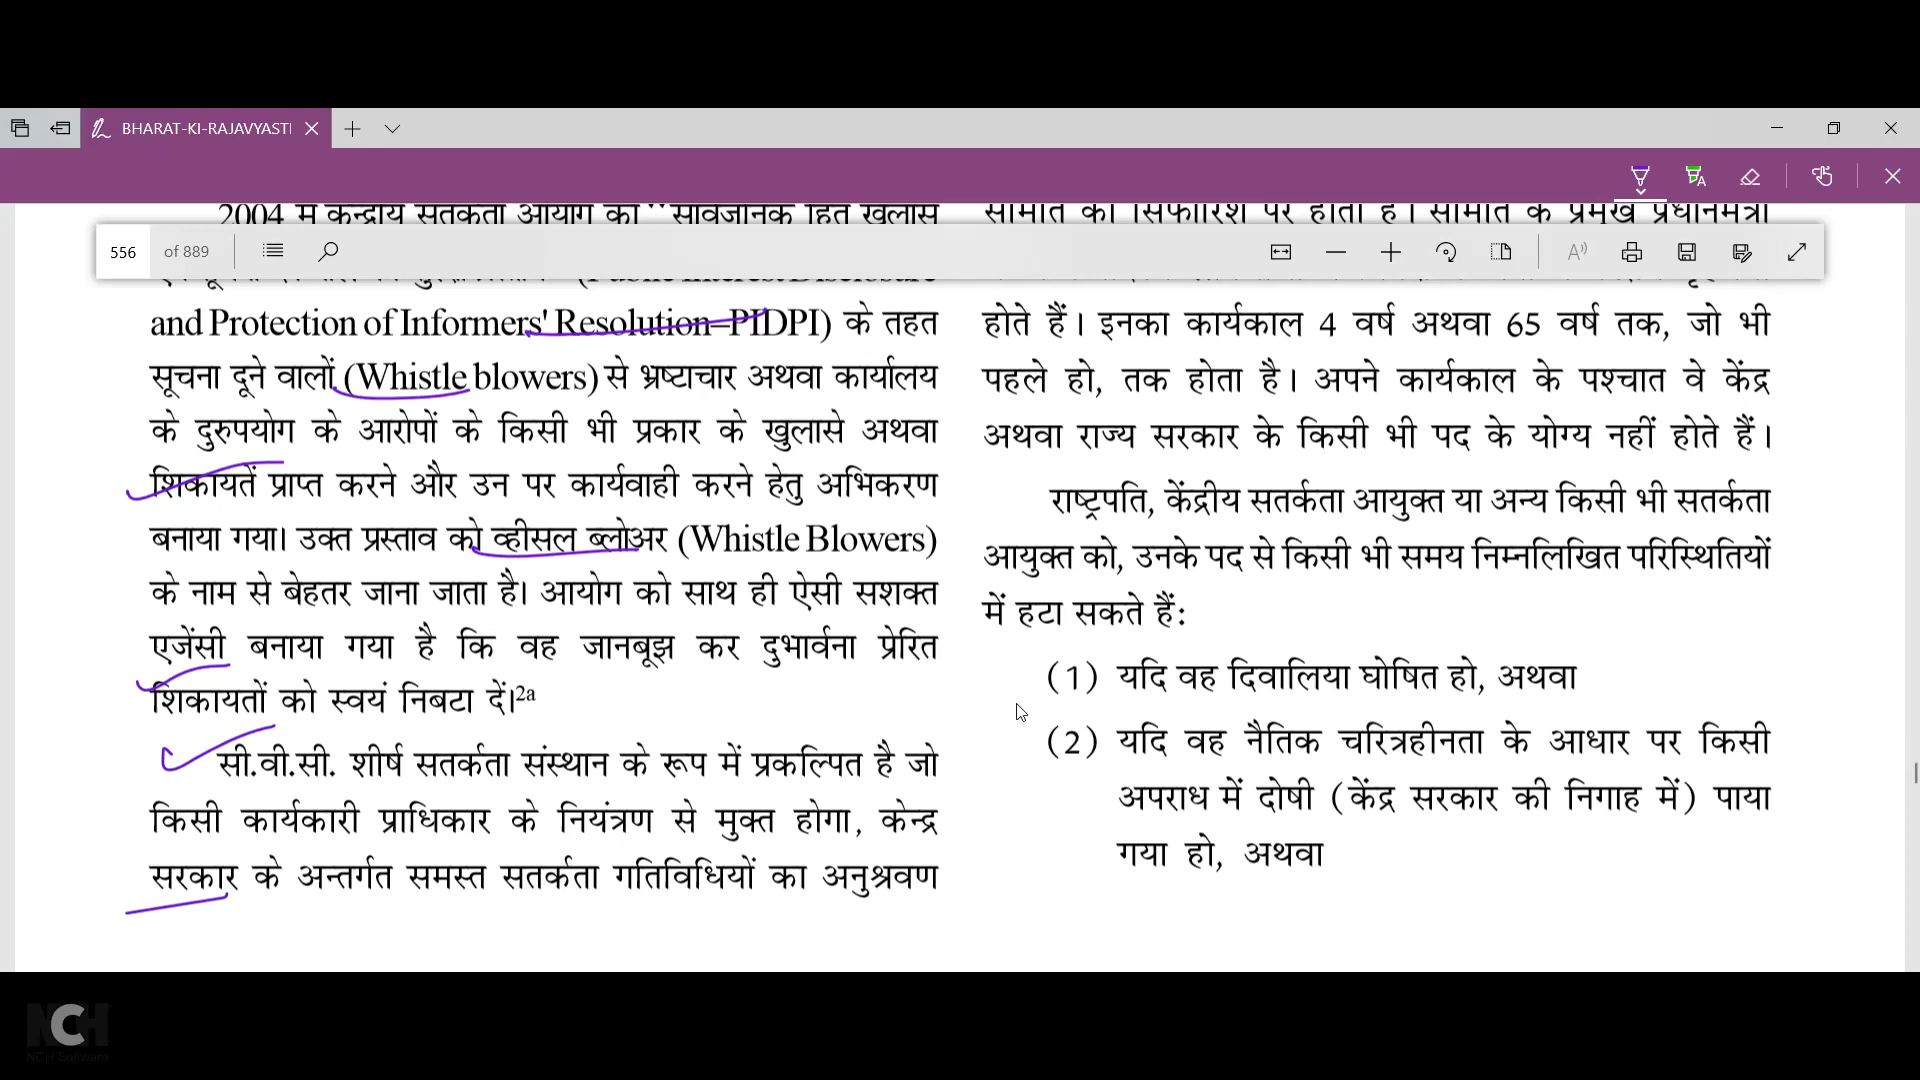 BHARAT-KI-RAJAVYASTI
556 of 889
2004 में केन्द्रीय सतर्कता आयोग को "सार्वजनिक हित खुलासे
and Protection of Informers' Resolution–PIDPI) के तहत
सूचना दूने वालों (Whistle blowers) से भ्रष्टाचार अथवा कार्यालय
के दुरुपयोग के आरोपों के किसी भी प्रकार के खुलासे अथवा
शिकायतें प्राप्त करने और उन पर कार्यवाही करने हेतु अभिकरण
बनाया गया। उक्त प्रस्ताव को व्हीसल ब्लोअर (Whistle Blowers)
के नाम से बेहतर जाना जाता है। आयोग को साथ ही ऐसी सशक्त
एजेंसी बनाया गया है कि वह जानबूझ कर दुभार्वना प्रेरित
शिकायतों को स्वयं निबटा दें।2a
सी.वी.सी. शीर्ष सतर्कता संस्थान के रूप में प्रकल्पित है जो
किसी कार्यकारी प्राधिकार के नियंत्रण से मुक्त होगा, केन्द्र
सरकार के अन्तर्गत समस्त सतर्कता गतिविधियों का अनुश्रवण
समिति की सिफारिश पर होती है। समिति के प्रमुख प्रधानमंत्री
होते हैं। इनका कार्यकाल 4 वर्ष अथवा 65 वर्ष तक, जो भी
पहले हो, तक होता है। अपने कार्यकाल के पश्चात वे केंद्र
अथवा राज्य सरकार के किसी भी पद के योग्य नहीं होते हैं।
राष्ट्रपति, केंद्रीय सतर्कता आयुक्त या अन्य किसी भी सतर्कता
आयुक्त को, उनके पद से किसी भी समय निम्नलिखित परिस्थितियों
में हटा सकते हैं:
(1) यदि वह दिवालिया घोषित हो, अथवा
(2) यदि वह नैतिक चरित्रहीनता के आधार पर किसी
अपराध में दोषी (केंद्र सरकार की निगाह में) पाया
गया हो, अथवा
NCH
NCH Software